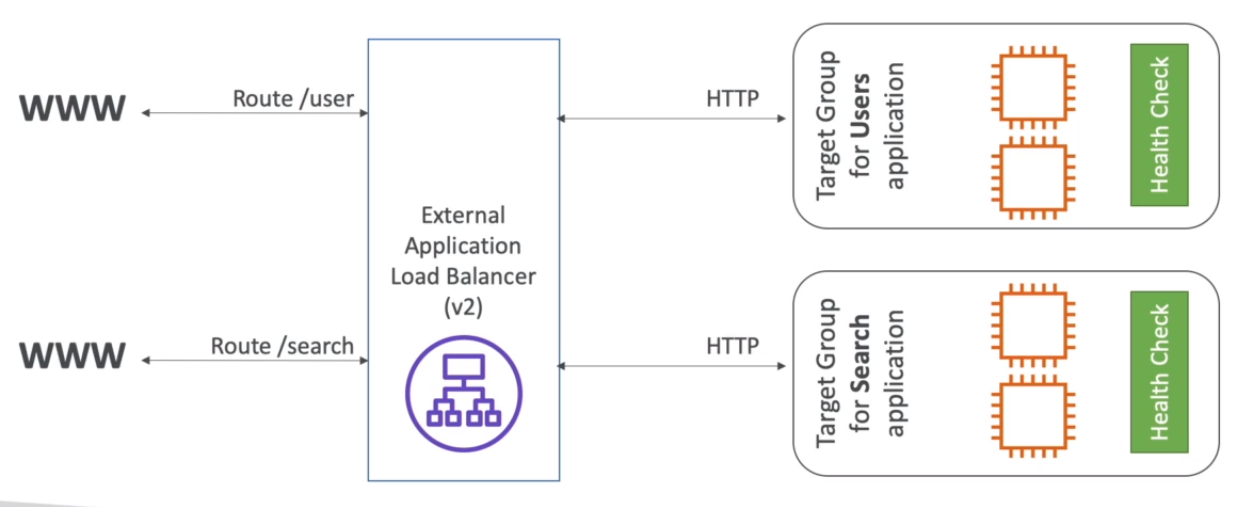 WWW
Route /user
External
Application
Load Balancer
(v2)
HTTP
Target Group
for Users
application
Health Check
WWW
Route /search
HTTP
Target Group
for Search
application
Health Check